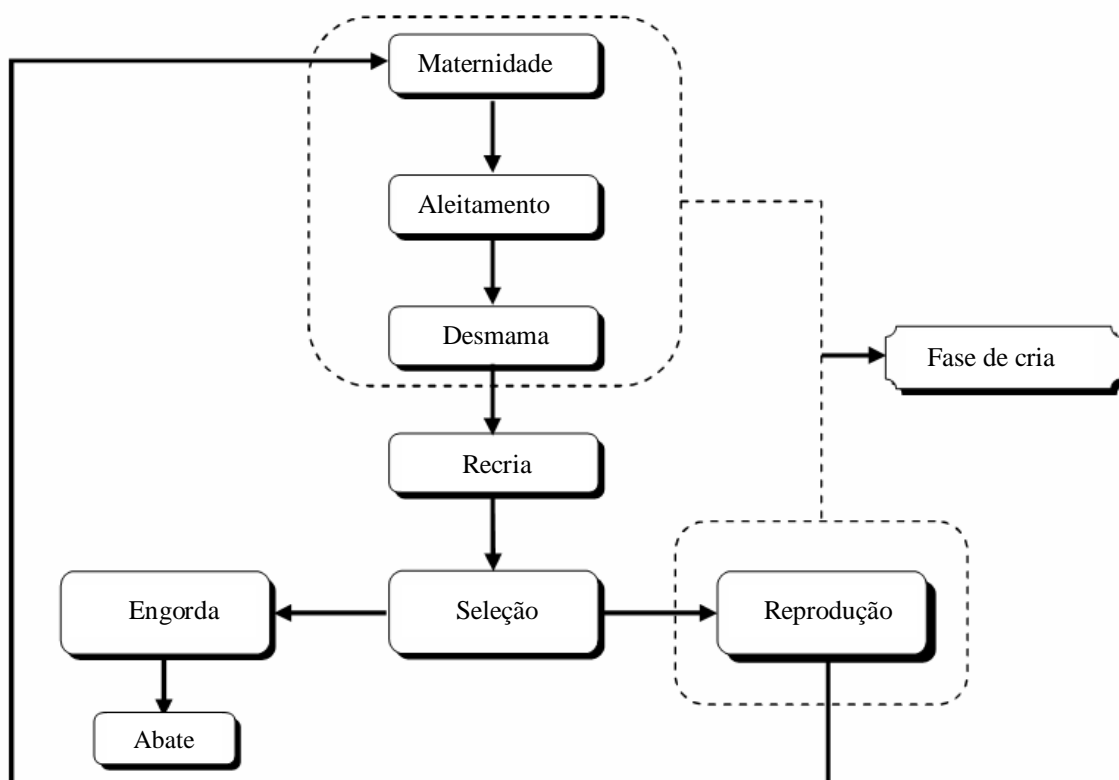 Maternidade
Aleitamento
Desmama
Fase de cria
Recria
Engorda
Seleção
Reprodução
Abate